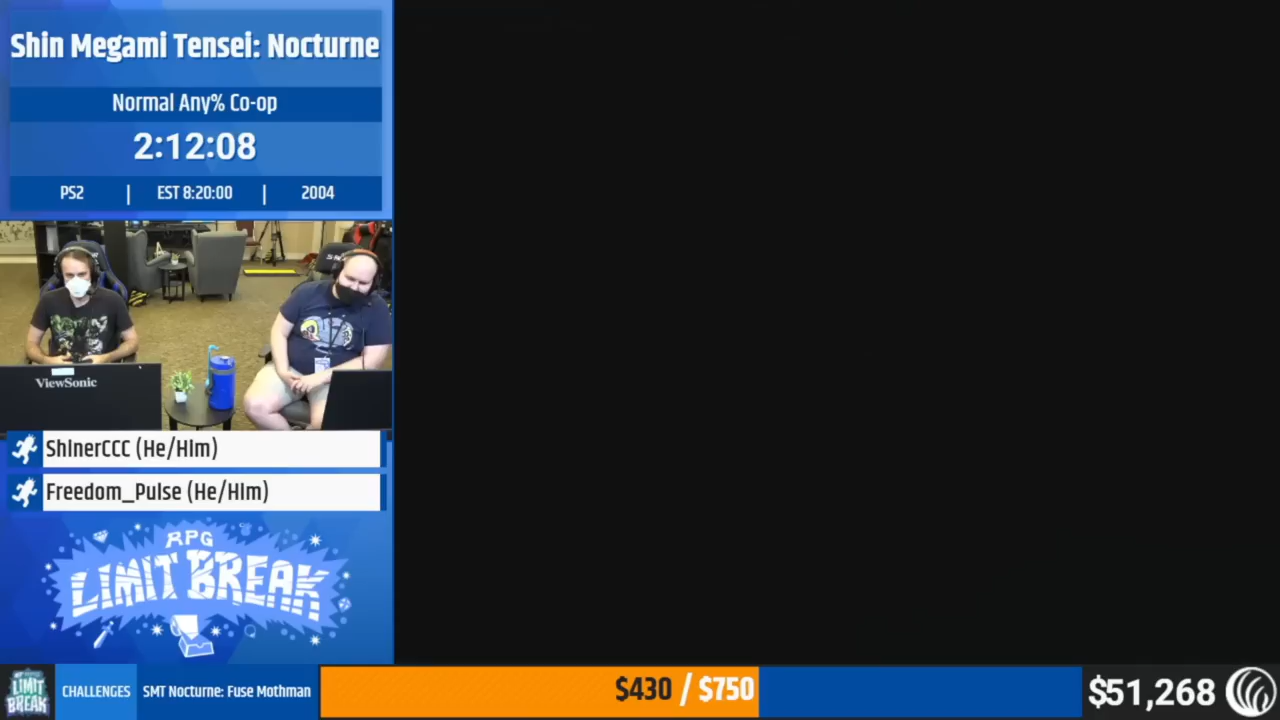 Shin Megami Tensei: Nocturne
Normal Any% Co-op
2:12:08
PS2 | EST 8:20:00 | 2004
ViewSonic
ShinerCCC (He/Him)
Freedom_Pulse (He/Him)
RPG
LIMIT BREAK
LIMIT
BREAK
CHALLENGES
SMT Nocturne: Fuse Mothman
$430 / $750
$51,268